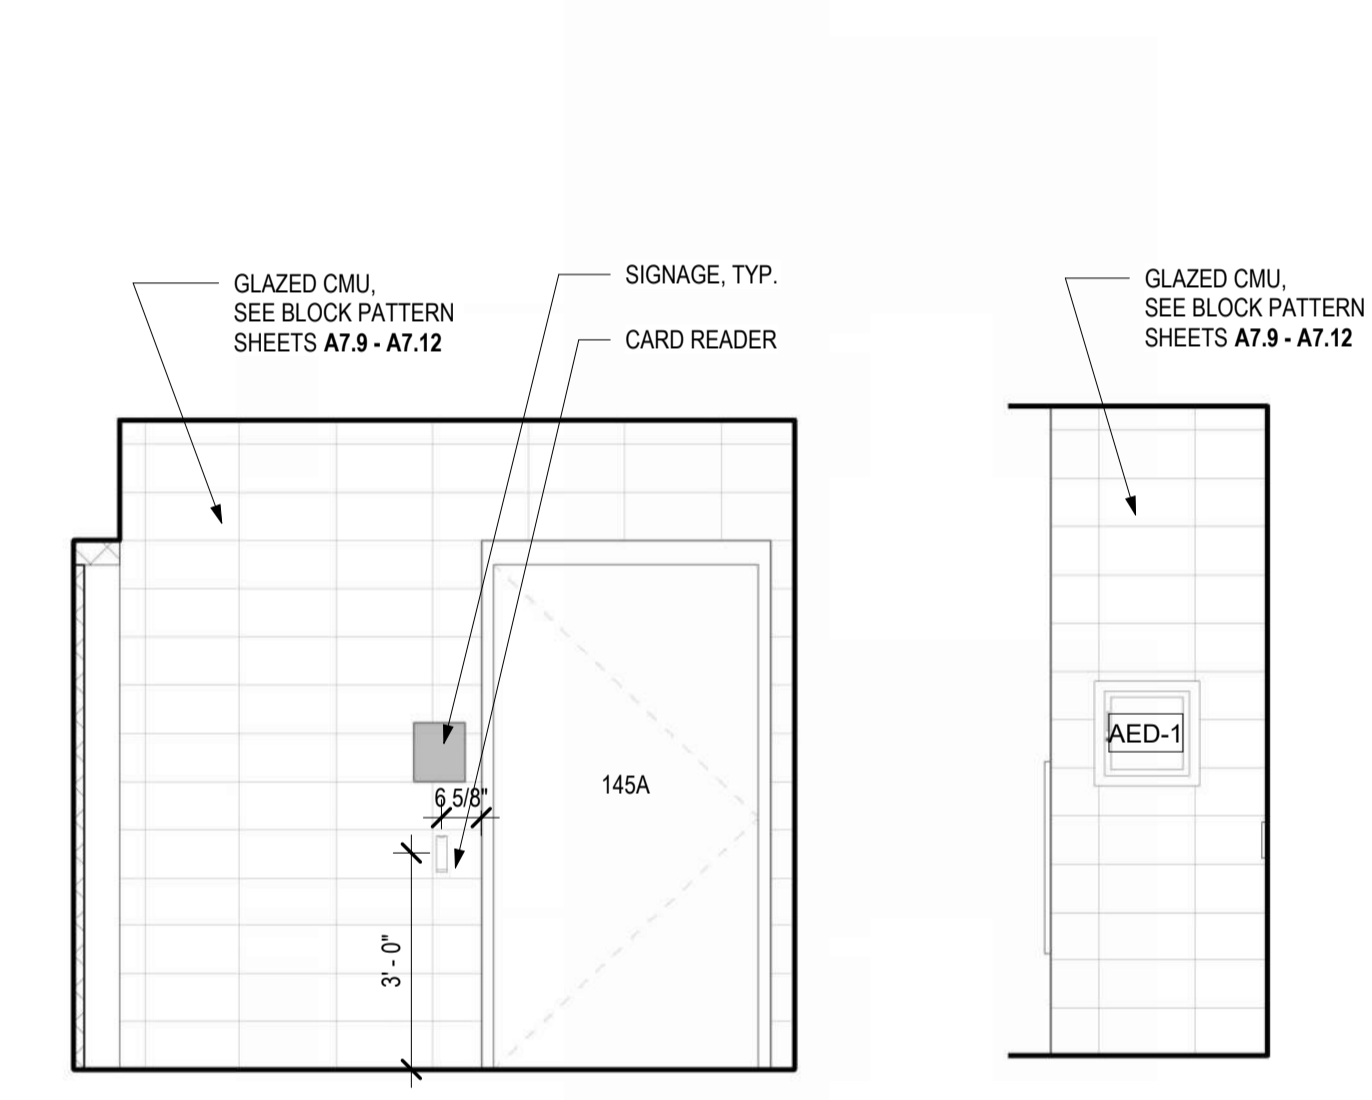 GLAZED CMU,
SEE BLOCK PATTERN
SHEETS A7.9 - A7.12
SIGNAGE, TYP.
CARD READER
GLAZED CMU,
SEE BLOCK PATTERN
SHEETS A7.9 - A7.12
AED-1
145A
6 5/8"
3' - 0"